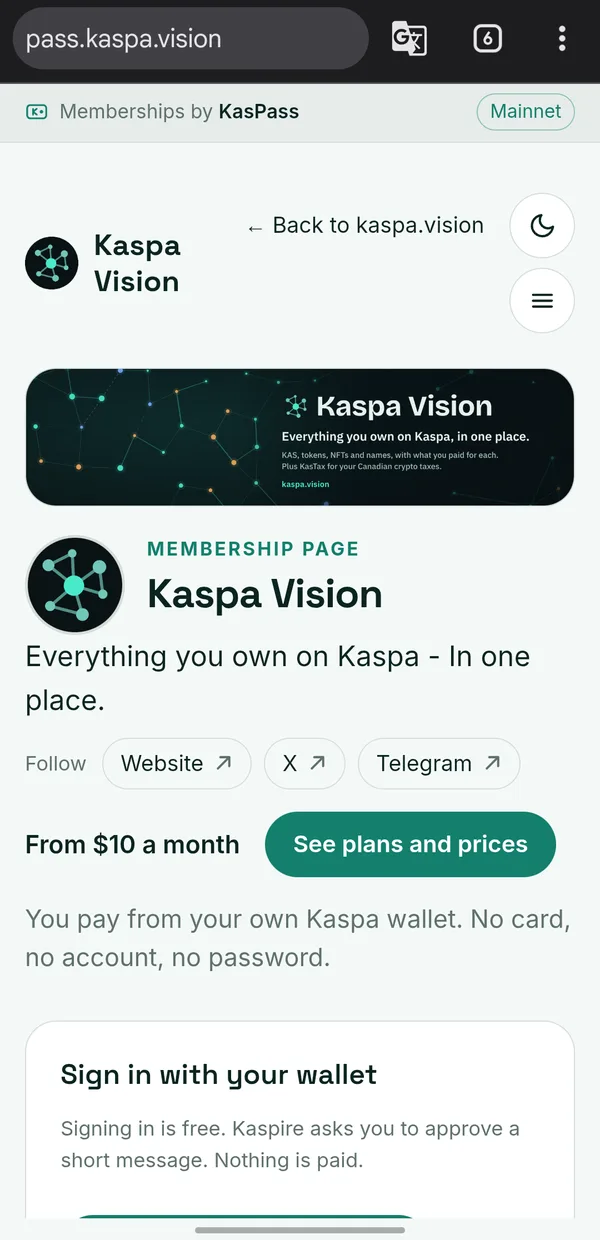 pass.kaspa.vision
6
Memberships by KasPass
Mainnet
← Back to kaspa.vision
Kaspa
Vision
Kaspa Vision
Everything you own on Kaspa, in one place.
KAS, tokens, NFTs and names, with what you paid for each.
Plus KasTax for your Canadian crypto taxes.
kaspa.vision
MEMBERSHIP PAGE
Kaspa Vision
Everything you own on Kaspa - In one
place.
Follow
Website ↗
X ↗
Telegram ↗
From $10 a month
See plans and prices
You pay from your own Kaspa wallet. No card,
no account, no password.
Sign in with your wallet
Signing in is free. Kaspire asks you to approve a
short message. Nothing is paid.